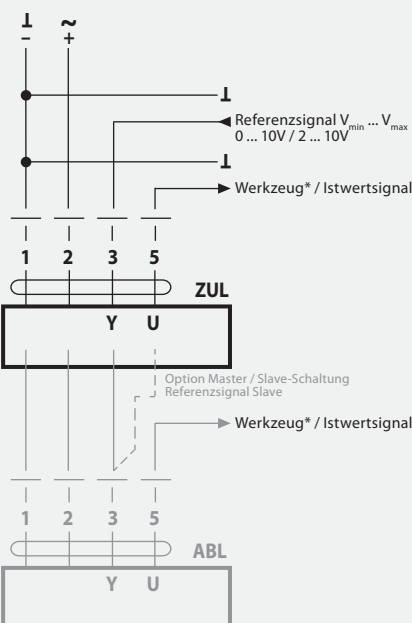 ⊥ ~
– +
⊥
Referenzsignal Vmin ... Vmax
0 ... 10V / 2 ... 10V
⊥
Werkzeug* / Istwertsignal
1 2 3 5
ZUL
Y U
Option Master / Slave-Schaltung
Referenzsignal Slave
Werkzeug* / Istwertsignal
1 2 3 5
ABL
Y U